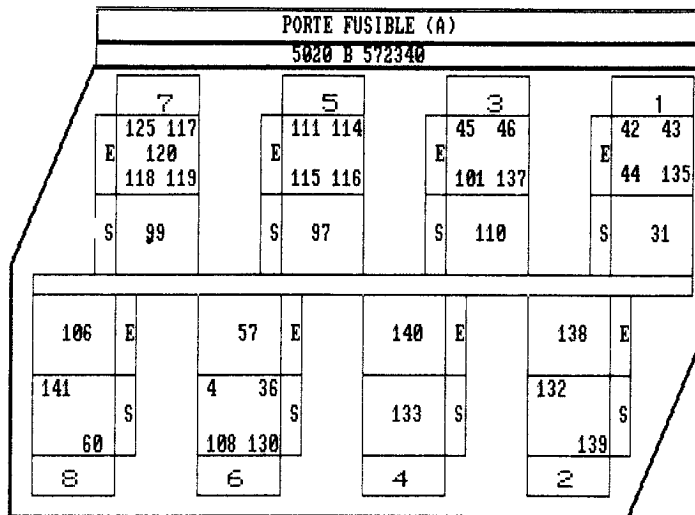 PORTE FUSIBLE (A)
5020 B 572340
7 5 3 1
125 117 111 114 45 46 42 43
E 120 E E E
118 119 115 116 101 137 44 135
S 99 S 97 S 110 S 31
106 E 57 E 140 E 138 E
141 4 36 132
S S 133 S S
60 108 130 139
8 6 4 2